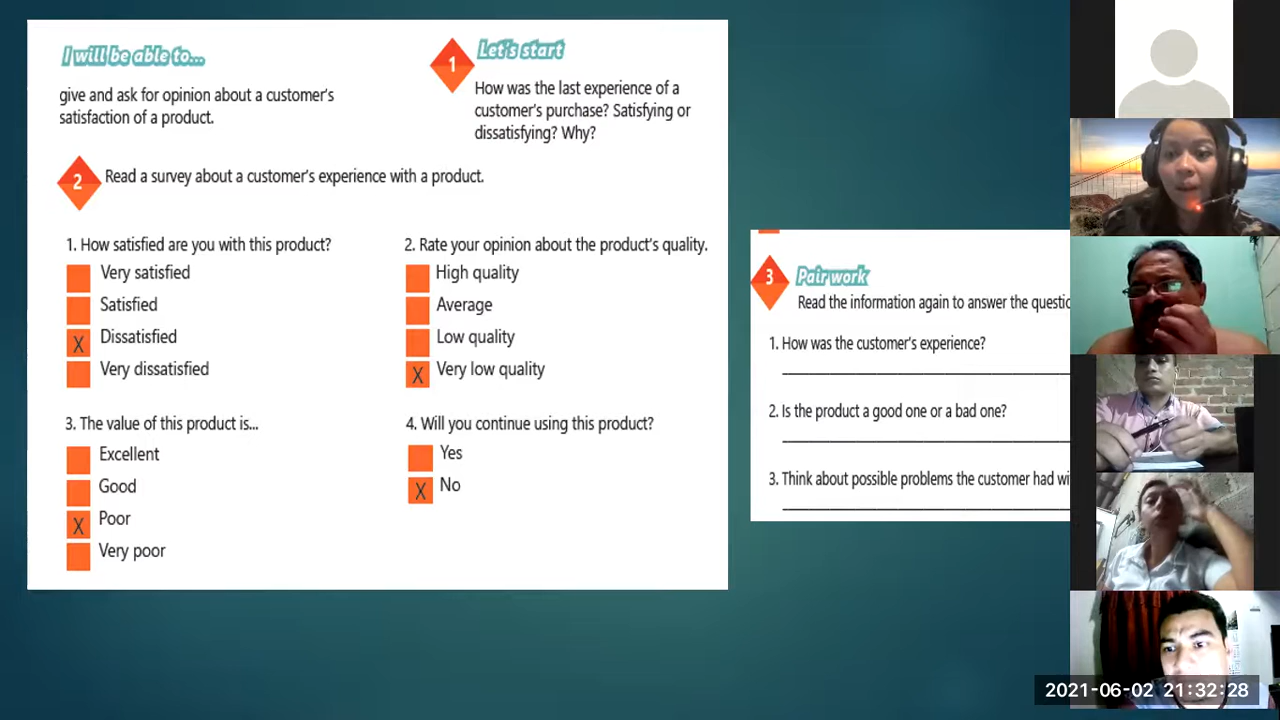 I will be able to...
give and ask for opinion about a customer's
satisfaction of a product.
1
Let's start
How was the last experience of a
customer's purchase? Satisfying or
dissatisfying? Why?
2
Read a survey about a customer's experience with a product.
1. How satisfied are you with this product?
Very satisfied
Satisfied
X Dissatisfied
Very dissatisfied
2. Rate your opinion about the product's quality.
High quality
Average
Low quality
X Very low quality
3. The value of this product is...
Excellent
Good
X Poor
Very poor
4. Will you continue using this product?
Yes
X No
3
Pair work
Read the information again to answer the
1. How was the customer's experience?
2. Is the product a good one or a bad one?
3. Think about possible problems the customer had
2021-06-02 21:32:28